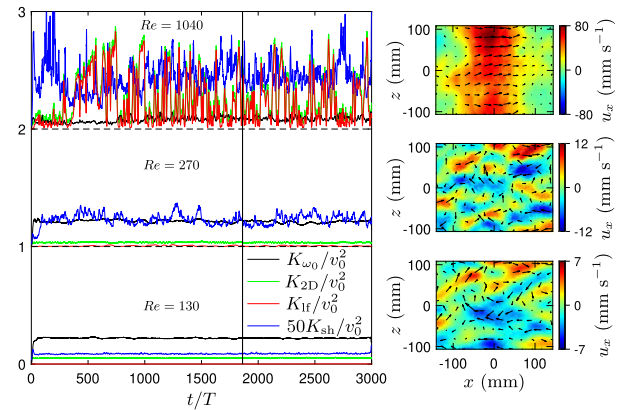 3
2
1
0
Re = 1040
Re = 270
Re = 130
K_{ω_0}/v_0^2
K_{2D}/v_0^2
K_{lf}/v_0^2
50K_{sh}/v_0^2
0 500 1000 1500 2000 2500 3000
t/T
100
0
-100
z (mm)
80
0
-80
u_x (mm s^{-1})
100
0
-100
z (mm)
12
0
-12
u_x (mm s^{-1})
100
0
-100
z (mm)
7
0
-7
u_x (mm s^{-1})
-100 0 100
x (mm)